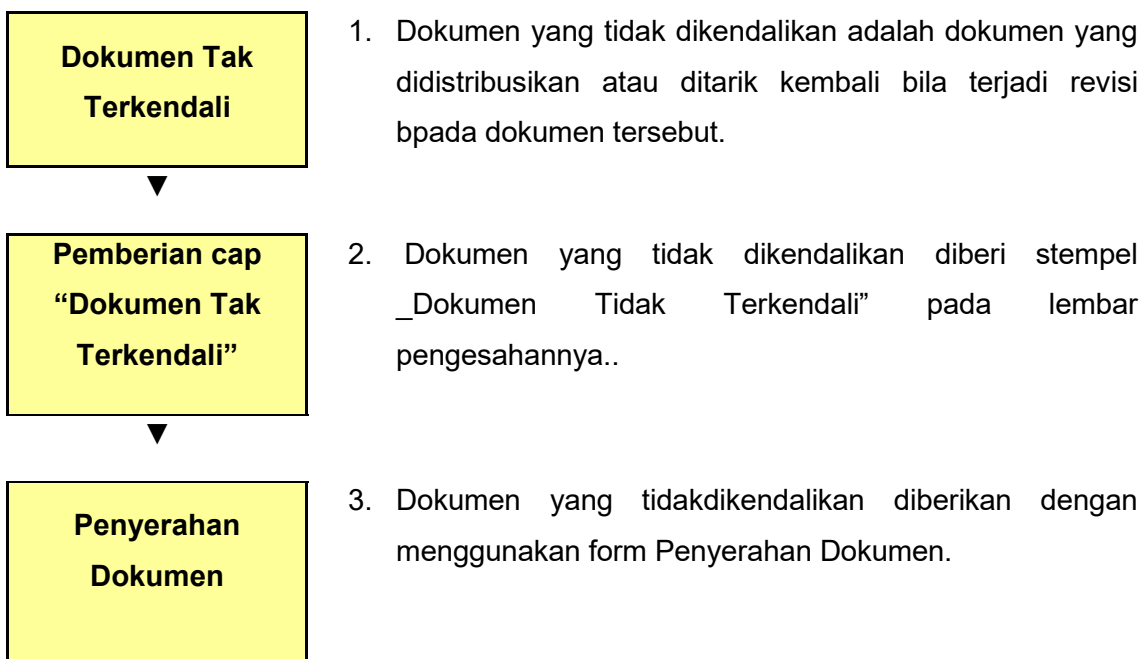 Dokumen Tak
Terkendali
1. Dokumen yang tidak dikendalikan adalah dokumen yang
didistribusikan atau ditarik kembali bila terjadi revisi
bpada dokumen tersebut.
▼
Pemberian cap
“Dokumen Tak
Terkendali”
2. Dokumen yang tidak dikendalikan diberi stempel
_Dokumen Tidak Terkendali” pada lembar
pengesahannya..
▼
Penyerahan
Dokumen
3. Dokumen yang tidakdikendalikan diberikan dengan
menggunakan form Penyerahan Dokumen.